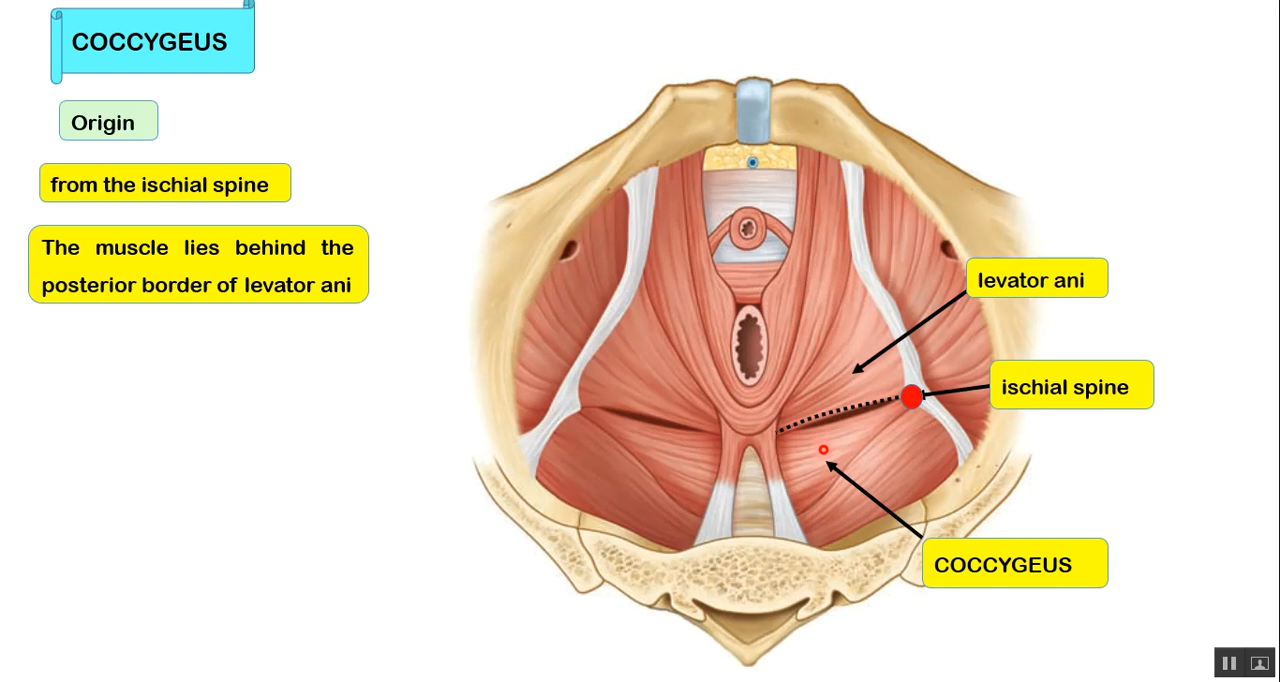 COCCYGEUS
Origin
from the ischial spine
The muscle lies behind the
posterior border of levator ani
levator ani
ischial spine
COCCYGEUS